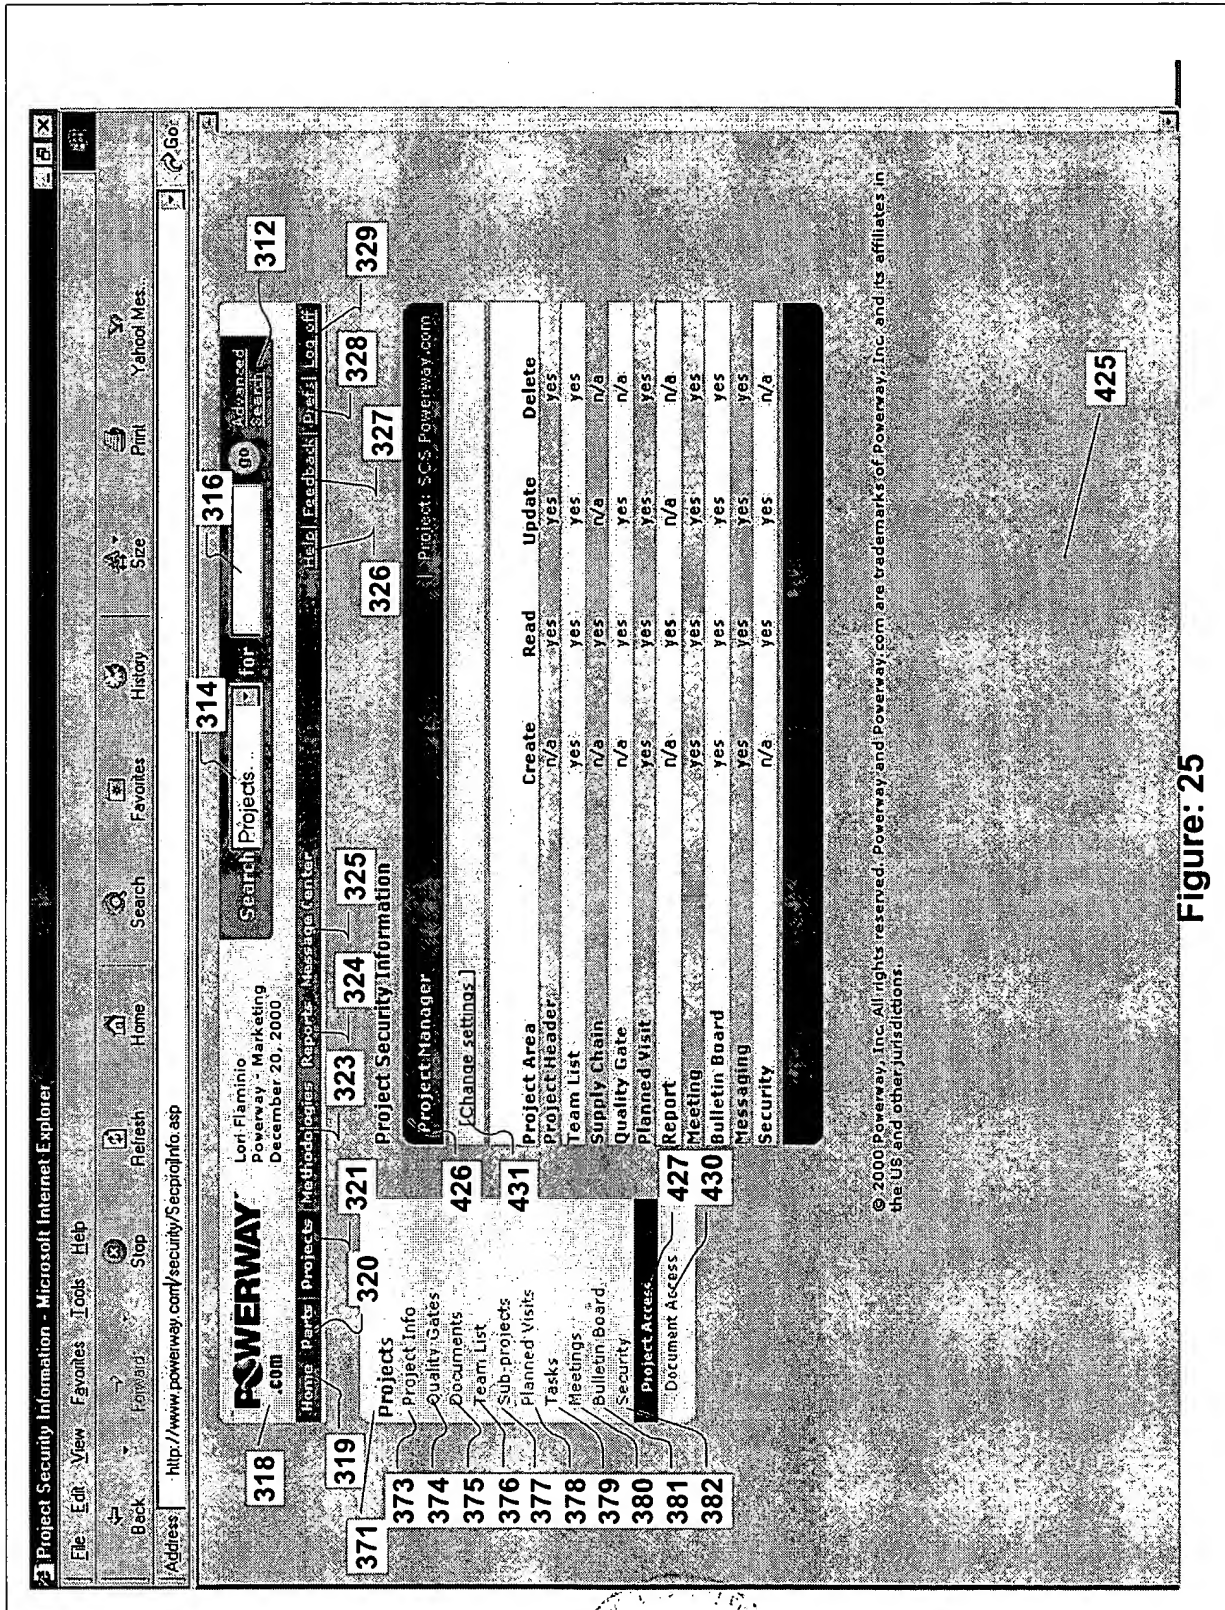 Project Security Information - Microsoft Internet Explorer
File Edit View Favorites Tools Help
Back Forward Stop Refresh Home Search Favorites History Size Print Yahoo! Mes..
Address http://www.powerway.com/security/SecprojInfo.asp Go
314 316
POWERWAY
.COM
Lori Flaminio
Powerway - Marketing
December 20, 2000
Search Projects... for go Advanced Search
318 312
Home Parts Projects Methodologies Reports Message center Help Feedback Prefs Log off
319 320 321 323 324 325 326 327 328 329
371
Projects
373 Project Info
374 Quality Gates
375 Documents
376 Team List
377 Sub-projects
378 Planned Visits
379 Tasks
380 Meetings
381 Bulletin Board
382 Security
Project Access 427
Document Access 430
Project Security Information
426 Project Manager Project: SCS Powerway.com
431 [Change settings]
Project Area Create Read Update Delete
Project Header n/a yes yes yes
Team List yes yes yes yes
Supply Chain n/a yes n/a n/a
Quality Gate n/a yes yes n/a
Planned Visit yes yes yes yes
Report n/a yes n/a n/a
Meeting yes yes yes yes
Bulletin Board yes yes yes yes
Messaging yes yes yes yes
Security n/a yes yes n/a
© 2000 Powerway, Inc. All rights reserved. Powerway and Powerway.com are trademarks of Powerway, Inc. and its affiliates in
the US and other jurisdictions.
425
Figure: 25